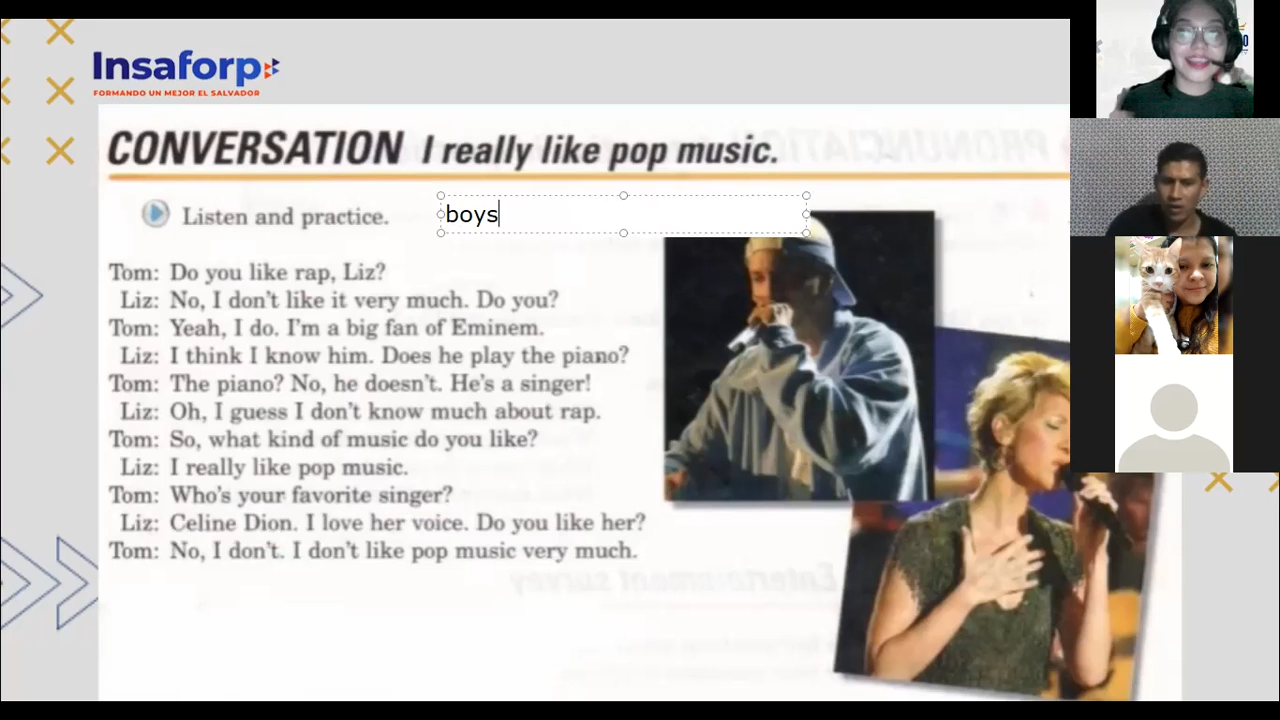 Insaforp
FORMANDO UN MEJOR EL SALVADOR
CONVERSATION I really like pop music.
Listen and practice.
boys
Tom: Do you like rap, Liz?
Liz: No, I don't like it very much. Do you?
Tom: Yeah, I do. I'm a big fan of Eminem.
Liz: I think I know him. Does he play the piano?
Tom: The piano? No, he doesn't. He's a singer!
Liz: Oh, I guess I don't know much about rap.
Tom: So, what kind of music do you like?
Liz: I really like pop music.
Tom: Who's your favorite singer?
Liz: Celine Dion. I love her voice. Do you like her?
Tom: No, I don't. I don't like pop music very much.
Entertainment survey